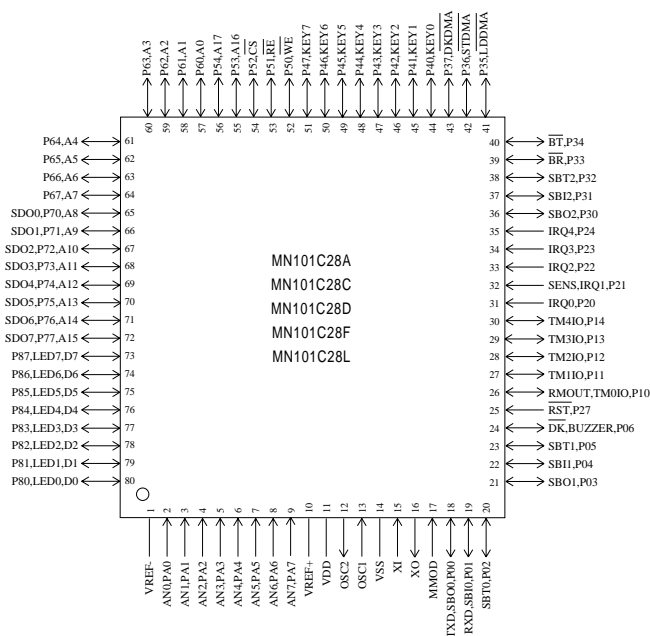 P63,A3
P62,A2
P61,A1
P60,A0
P54,A17
P53,A16
P52,CS
P51,RE
P50,WE
P47,KEY7
P46,KEY6
P45,KEY5
P44,KEY4
P43,KEY3
P42,KEY2
P41,KEY1
P40,KEY0
P37,DKDMA
P36,STDMA
P35,LDDMA
60
59
58
57
56
55
54
53
52
51
50
49
48
47
46
45
44
43
42
41
P64,A4 61
P65,A5 62
P66,A6 63
P67,A7 64
SDO0,P70,A8 65
SDO1,P71,A9 66
SDO2,P72,A10 67
SDO3,P73,A11 68
SDO4,P74,A12 69
SDO5,P75,A13 70
SDO6,P76,A14 71
SDO7,P77,A15 72
P87,LED7,D7 73
P86,LED6,D6 74
P85,LED5,D5 75
P84,LED4,D4 76
P83,LED3,D3 77
P82,LED2,D2 78
P81,LED1,D1 79
P80,LED0,D0 80
MN101C28A
MN101C28C
MN101C28D
MN101C28F
MN101C28L
40 BT,P34
39 BR,P33
38 SBT2,P32
37 SBI2,P31
36 SBO2,P30
35 IRQ4,P24
34 IRQ3,P23
33 IRQ2,P22
32 SENS,IRQ1,P21
31 IRQ0,P20
30 TM4IO,P14
29 TM3IO,P13
28 TM2IO,P12
27 TM1IO,P11
26 RMOUT,TM0IO,P10
25 RST,P27
24 DK,BUZZER,P06
23 SBT1,P05
22 SBI1,P04
21 SBO1,P03
1
2
3
4
5
6
7
8
9
10
11
12
13
14
15
16
17
18
19
20
VREF-
AN0,PA0
AN1,PA1
AN2,PA2
AN3,PA3
AN4,PA4
AN5,PA5
AN6,PA6
AN7,PA7
VREF+
VDD
OSC2
OSC1
VSS
XI
XO
MMOD
TXD,SBO0,P00
RXD,SBI0,P01
SBT0,P02